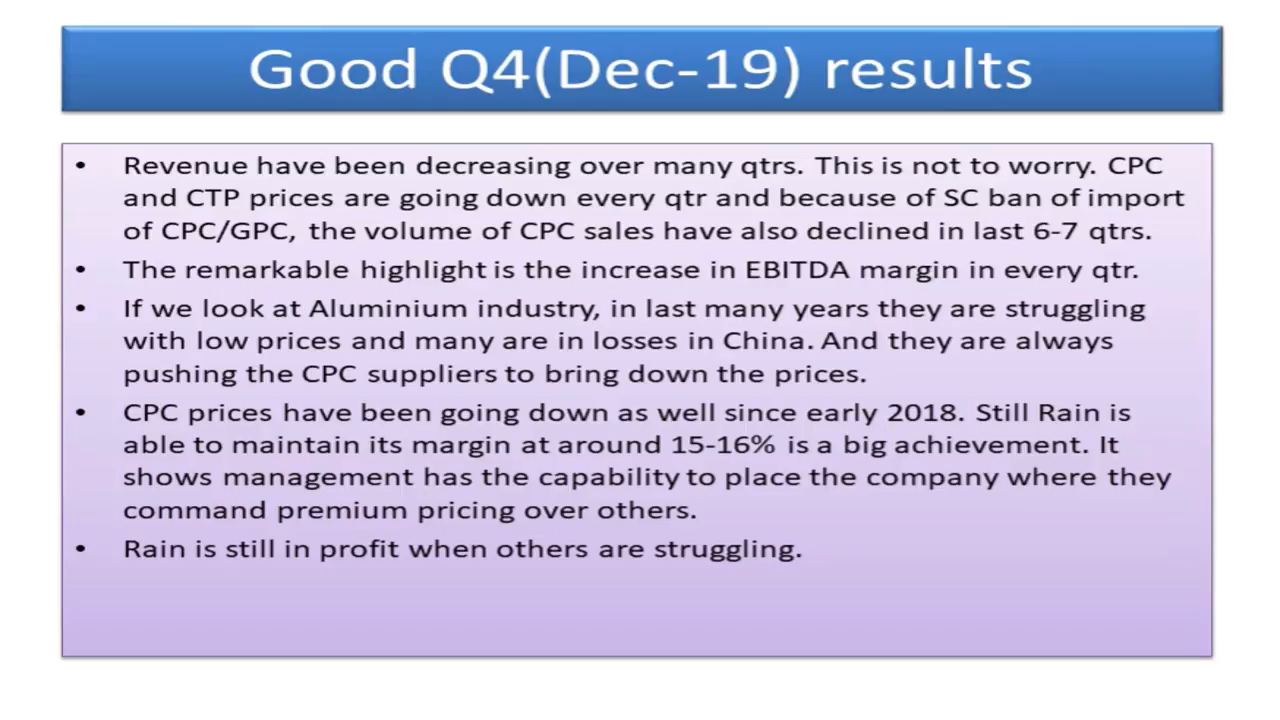 Good Q4(Dec-19) results
• Revenue have been decreasing over many qtrs. This is not to worry. CPC
and CTP prices are going down every qtr and because of SC ban of import
of CPC/GPC, the volume of CPC sales have also declined in last 6-7 qtrs.
• The remarkable highlight is the increase in EBITDA margin in every qtr.
• If we look at Aluminium industry, in last many years they are struggling
with low prices and many are in losses in China. And they are always
pushing the CPC suppliers to bring down the prices.
• CPC prices have been going down as well since early 2018. Still Rain is
able to maintain its margin at around 15-16% is a big achievement. It
shows management has the capability to place the company where they
command premium pricing over others.
• Rain is still in profit when others are struggling.